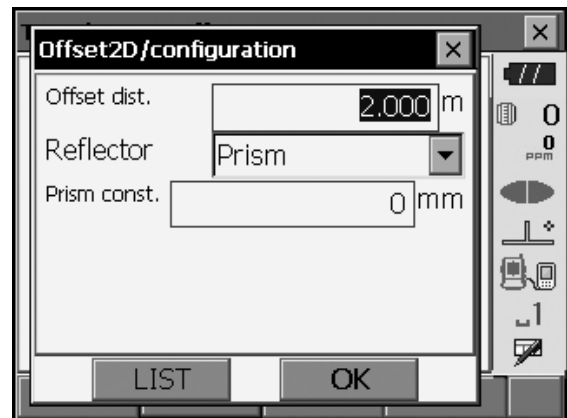 Offset2D/configuration
Offset dist. 2.000 m
Reflector Prism
Prism const. 0 mm
LIST OK
0
0
PPM
1